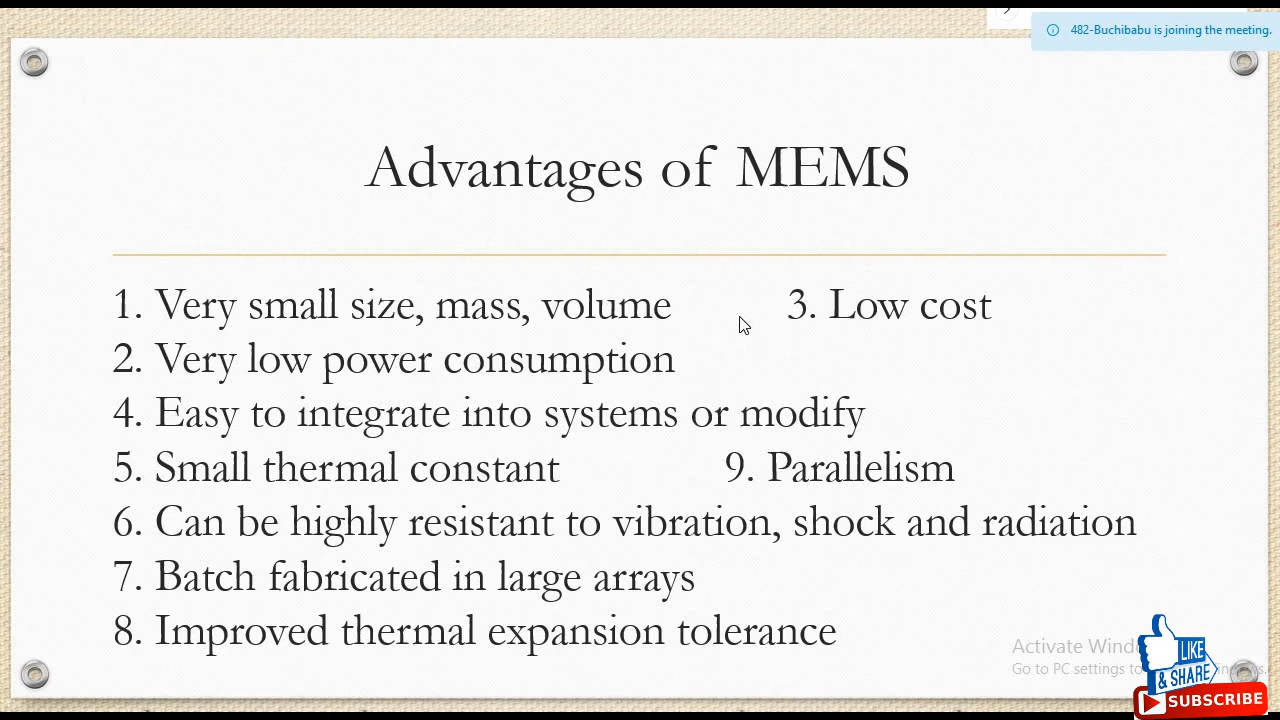 482-Buchibabu is joining the meeting.
Advantages of MEMS
1. Very small size, mass, volume 3. Low cost
2. Very low power consumption
4. Easy to integrate into systems or modify
5. Small thermal constant 9. Parallelism
6. Can be highly resistant to vibration, shock and radiation
7. Batch fabricated in large arrays
8. Improved thermal expansion tolerance
Activate
Go to PC settings to
LIKE
& SHARE
SUBSCRIBE